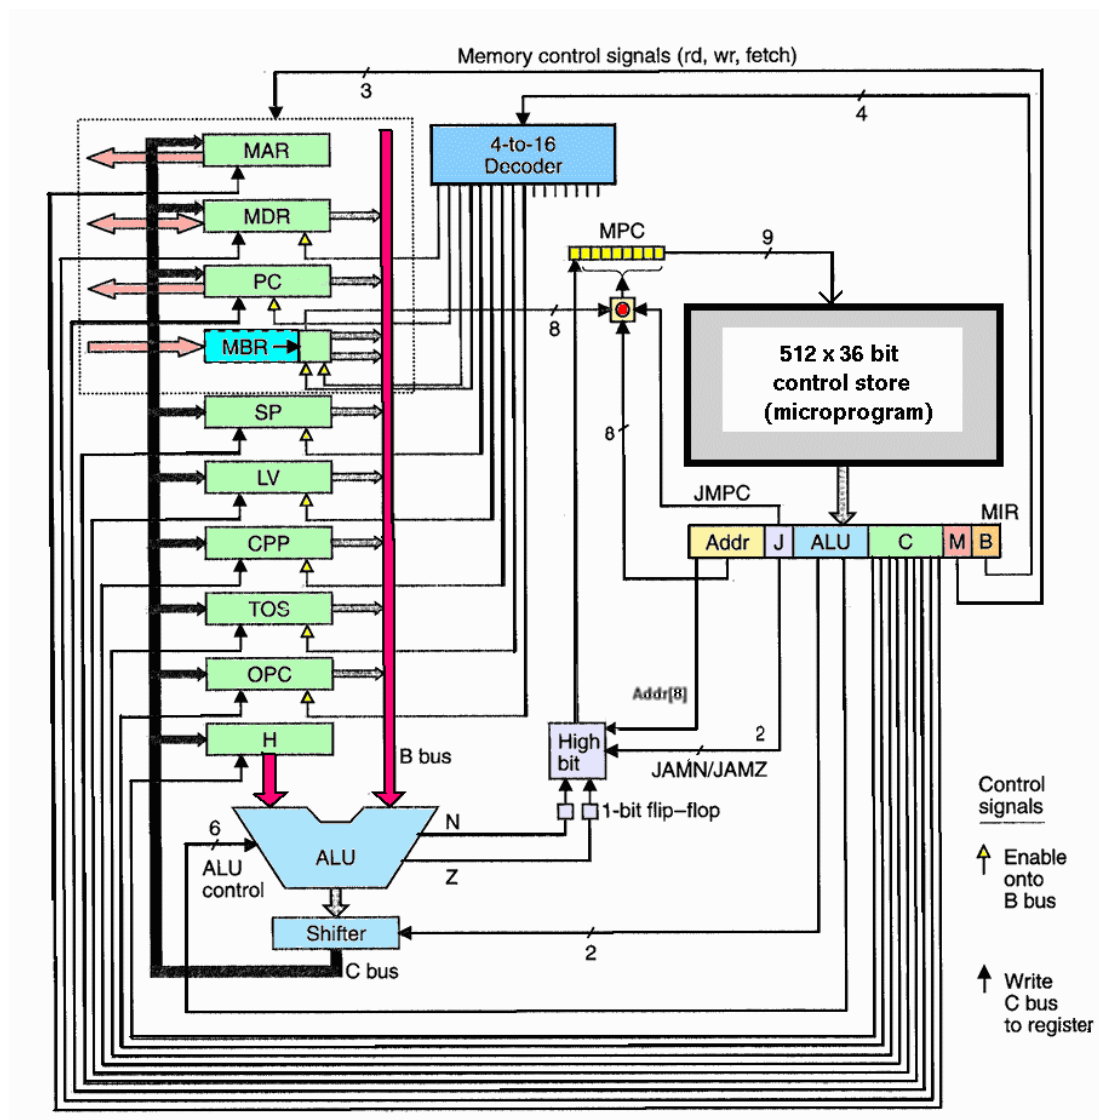 Memory control signals (rd, wr, fetch)
3
4
4-to-16
Decoder
MAR
MDR
PC
MBR
SP
LV
CPP
TOS
OPC
H
B bus
MPC
9
8
8
512 x 36 bit
control store
(microprogram)
JMPC
MIR
Addr
J
ALU
C
M
B
Addr[8]
High
bit
2
JAMN/JAMZ
1-bit flip–flop
N
Z
6
ALU
control
ALU
Shifter
2
C bus
Control
signals
Enable
onto
B bus
Write
C bus
to register